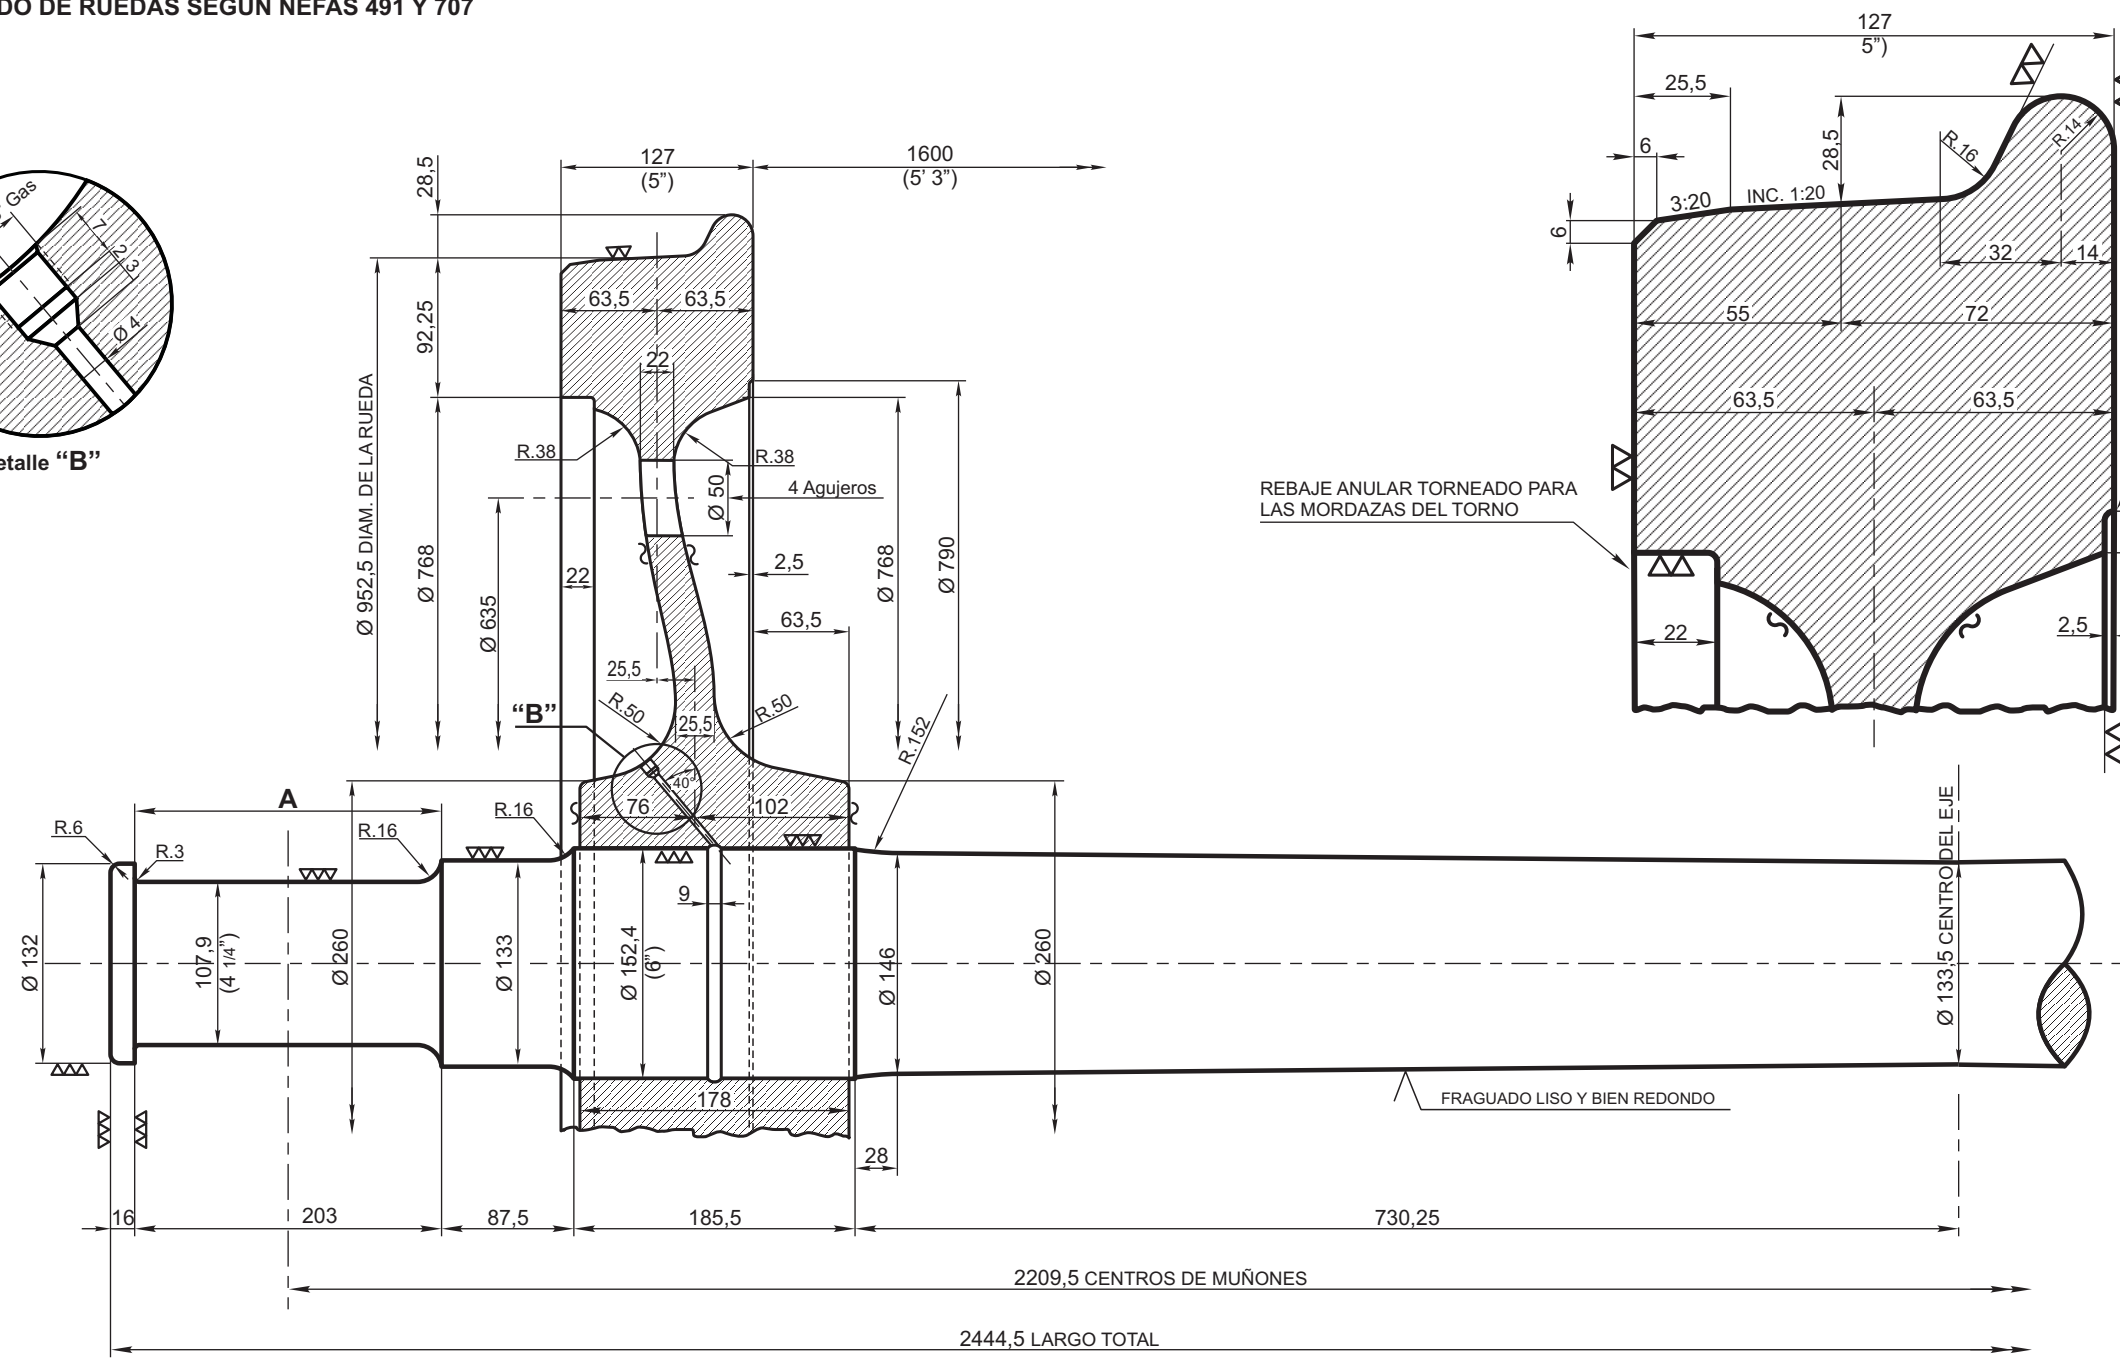 DO DE RUEDAS SEGÚN NEFAS 491 Y 707
Gas
7
2,3
Ø 4
etalle “B”
28,5
127
(5”)
1600
(5’ 3”)
92,25
63,5
63,5
22
R.38
R.38
Ø 50
4 Agujeros
Ø 952,5 DIAM. DE LA RUEDA
Ø 768
Ø 635
22
2,5
Ø 768
Ø 790
63,5
25,5
R.50
25,5
R.50
“B”
R.152
40°
76
102
A
R.6
R.3
R.16
R.16
9
Ø 132
107,9
(4 1/4”)
Ø 260
Ø 133
Ø 152,4
(6”)
Ø 146
Ø 260
Ø 133,5 CENTRO DEL EJE
178
28
FRAGUADO LISO Y BIEN REDONDO
16
203
87,5
185,5
730,25
2209,5 CENTROS DE MUÑONES
2444,5 LARGO TOTAL
127
5”)
25,5
6
28,5
R.16
R.14
3:20
INC. 1:20
6
32
14
55
72
63,5
63,5
REBAJE ANULAR TORNEADO PARA
LAS MORDAZAS DEL TORNO
22
2,5